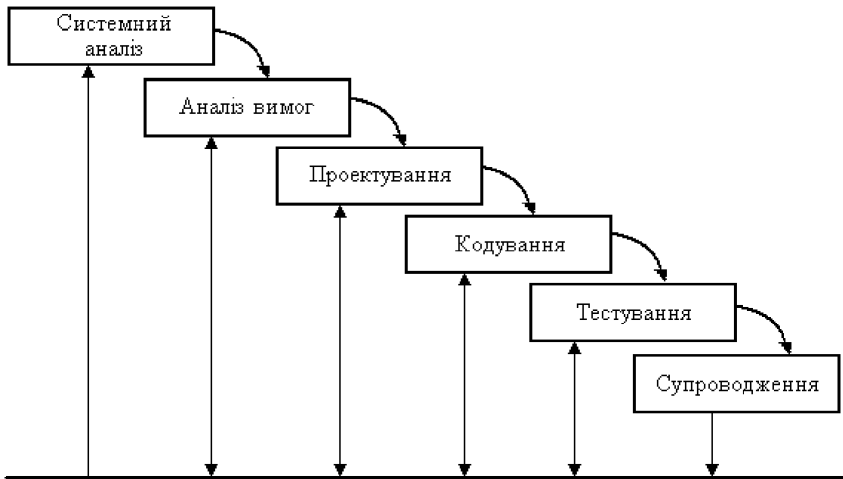 Системний
аналіз
Аналіз вимог
Проектування
Кодування
Тестування
Супроводження